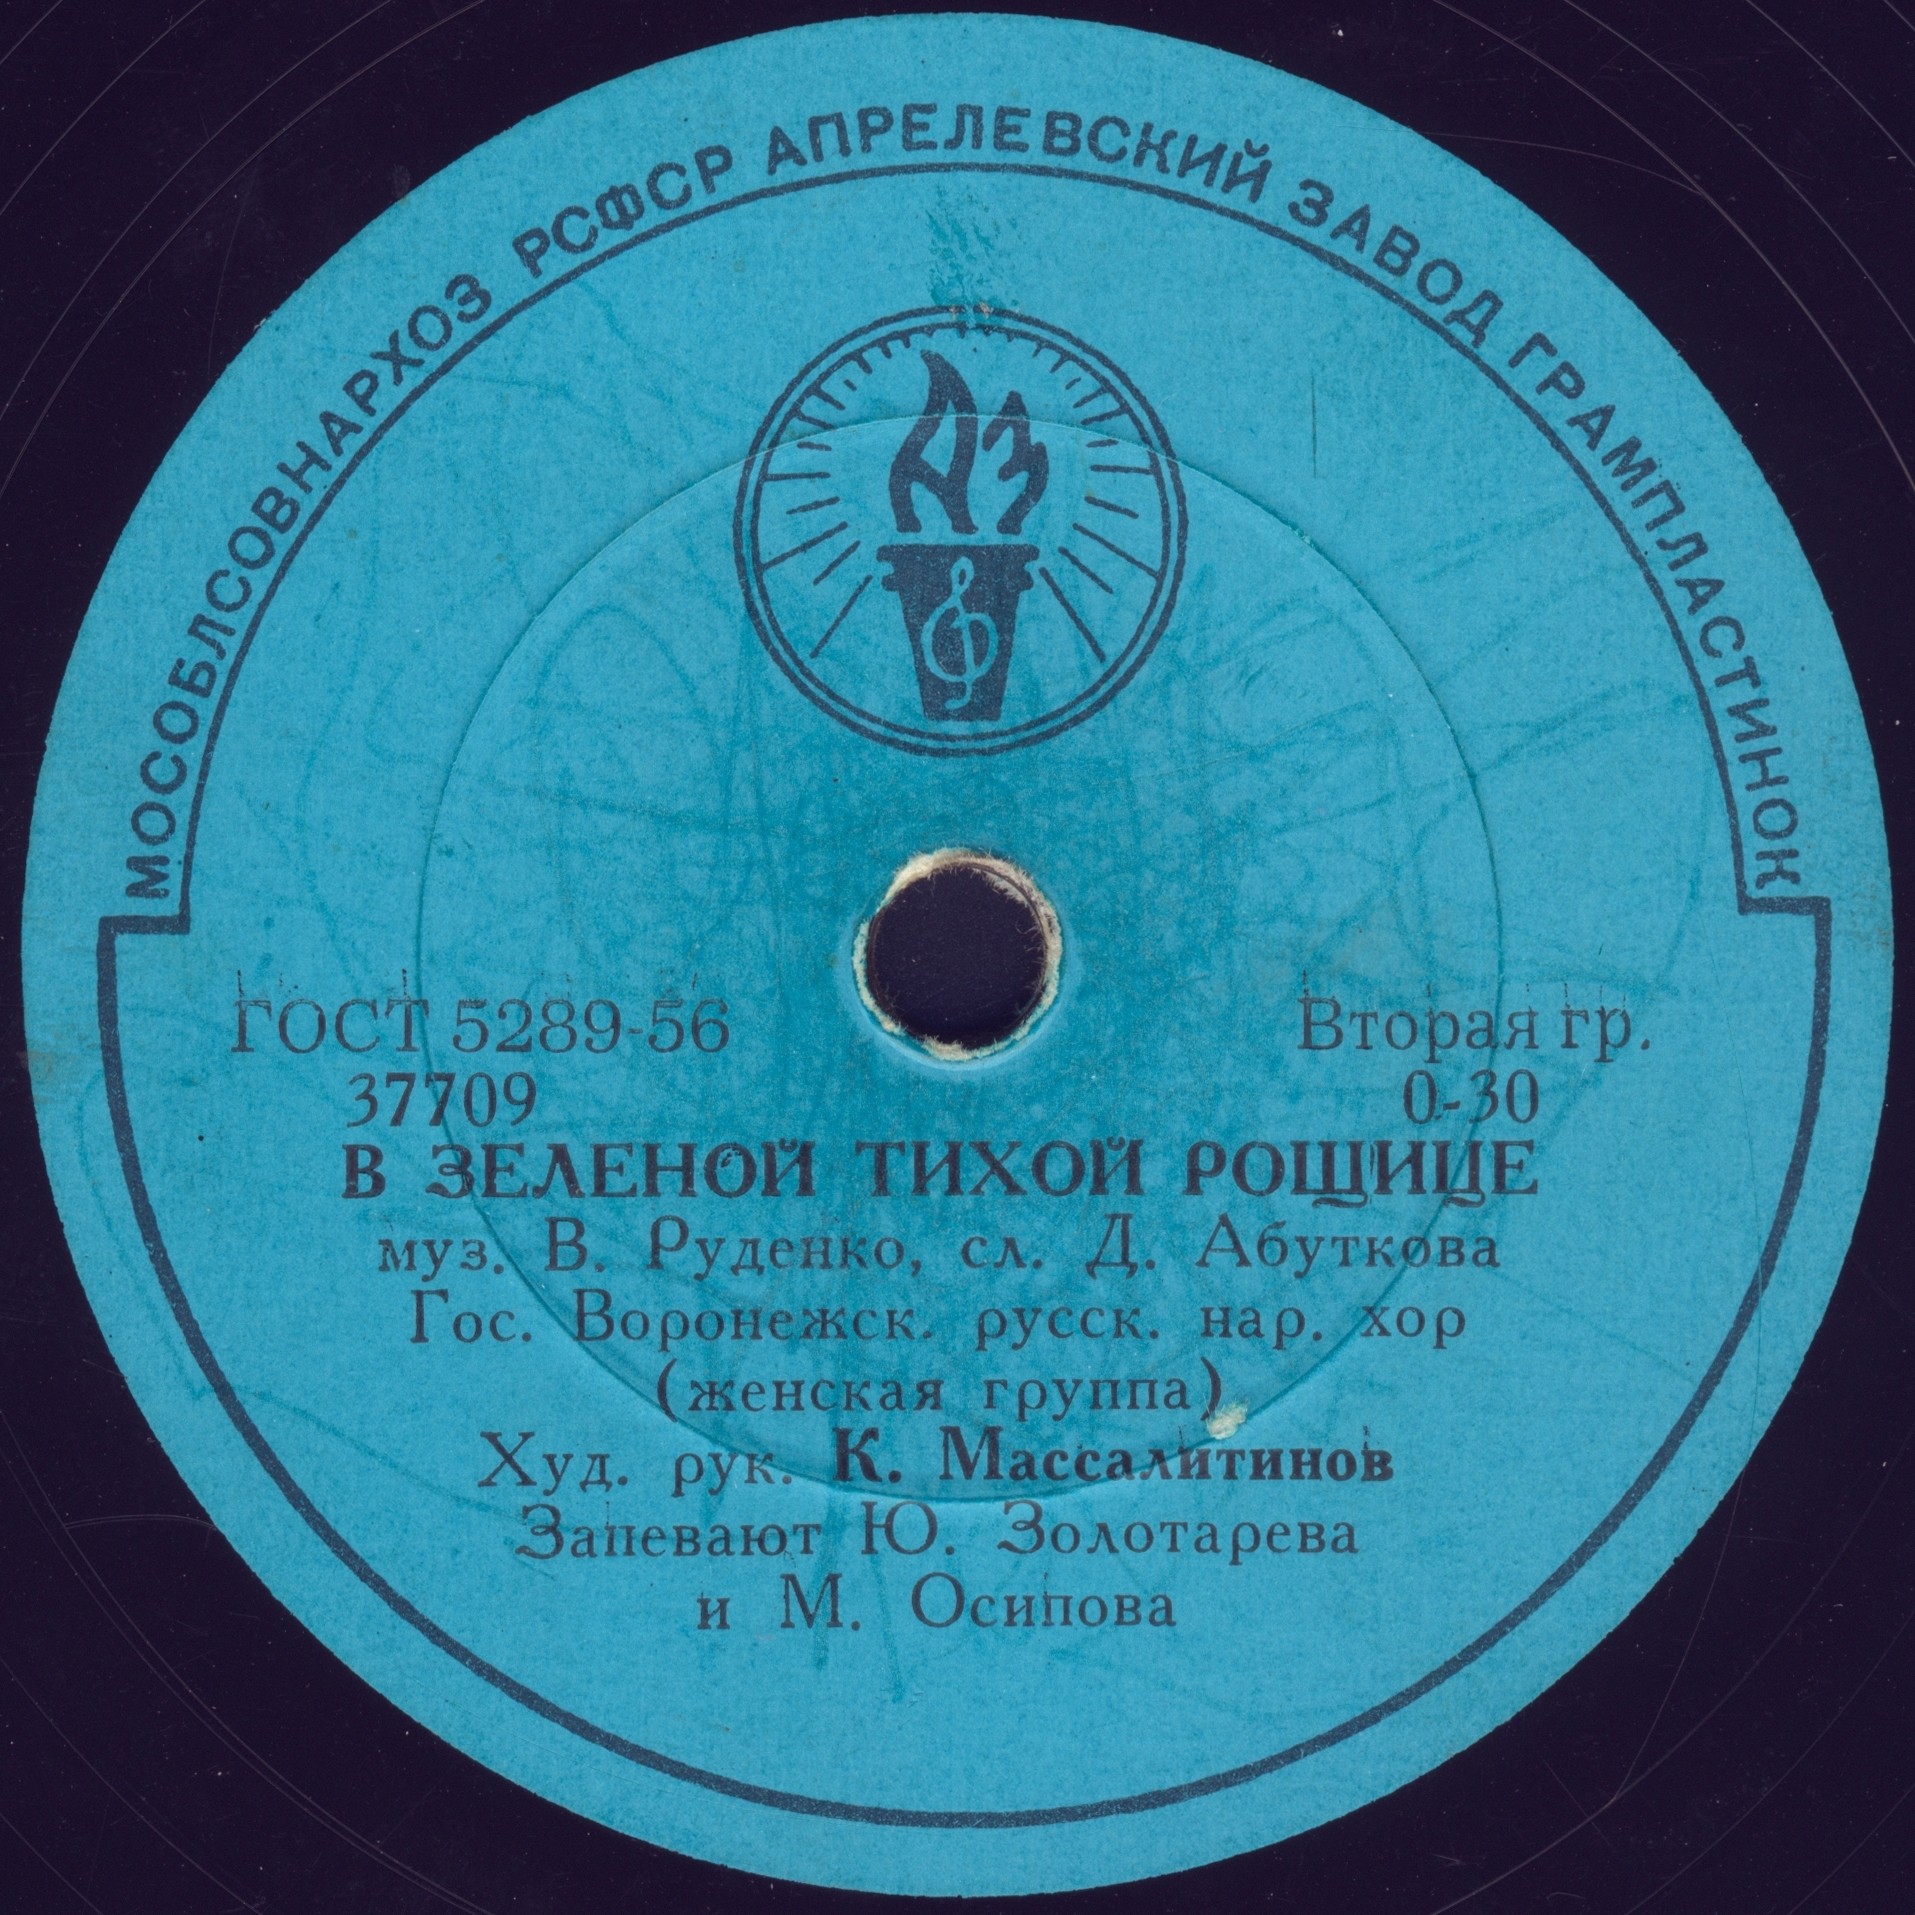 МОСОБЛСОВНАРХОЗ РСФСР АПРЕЛЕВСКИЙ ЗАВОД ГРАМПЛАСТИНОК
АЗ
ГОСТ 5289-56 Вторая гр.
37709 0-30
В ЗЕЛЕНОЙ ТИХОЙ РОЩИЦЕ
муз. В. Руденко, сл. Д. Абуткова
Гос. Воронежск. русск. нар. хор
(женская группа)
Худ. рук. К. Массалитинов
Запевают Ю. Золотарева
и М. Осипова